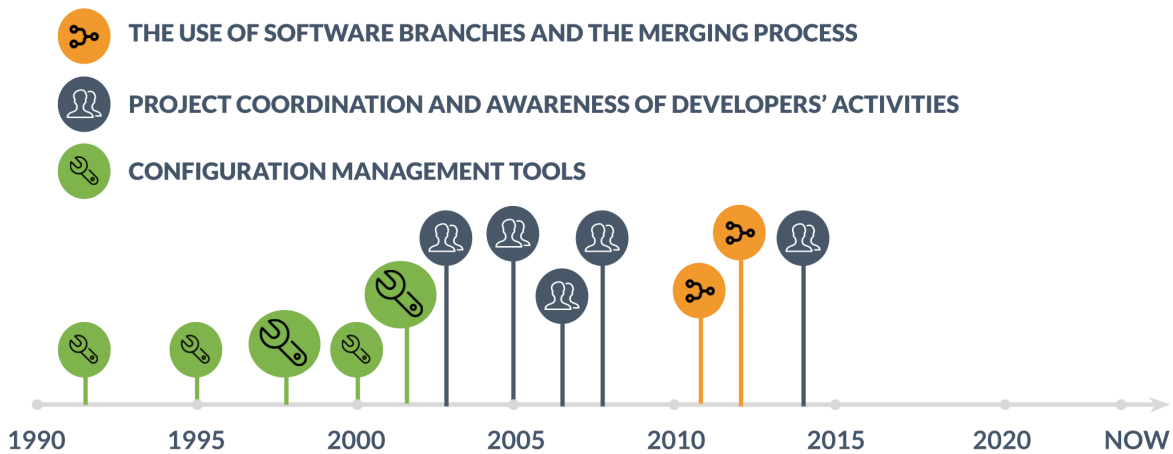 THE USE OF SOFTWARE BRANCHES AND THE MERGING PROCESS
PROJECT COORDINATION AND AWARENESS OF DEVELOPERS' ACTIVITIES
CONFIGURATION MANAGEMENT TOOLS
1990 1995 2000 2005 2010 2015 2020 NOW